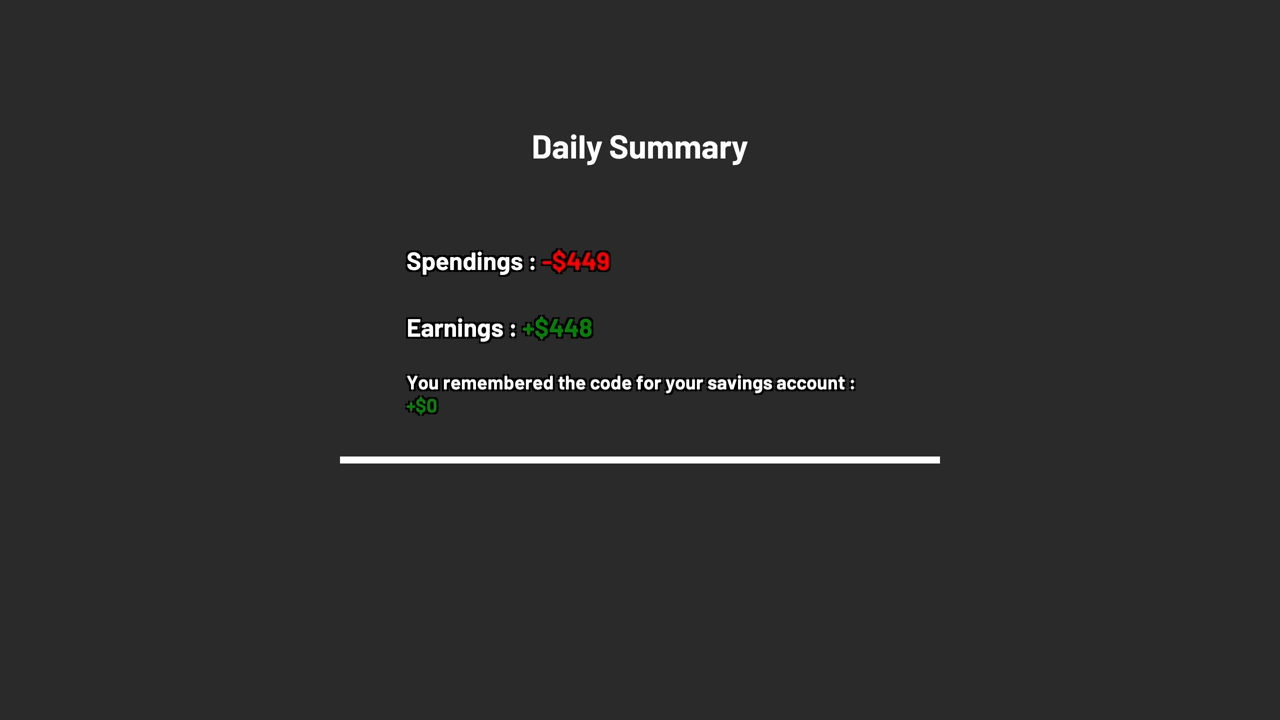 Daily Summary
Spendings : -$449
Earnings : +$448
You remembered the code for your savings account :
+$0